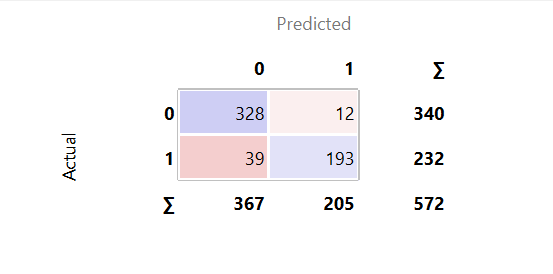 Predicted
0 1 ∑
0 328 12 340
Actual
1 39 193 232
∑ 367 205 572